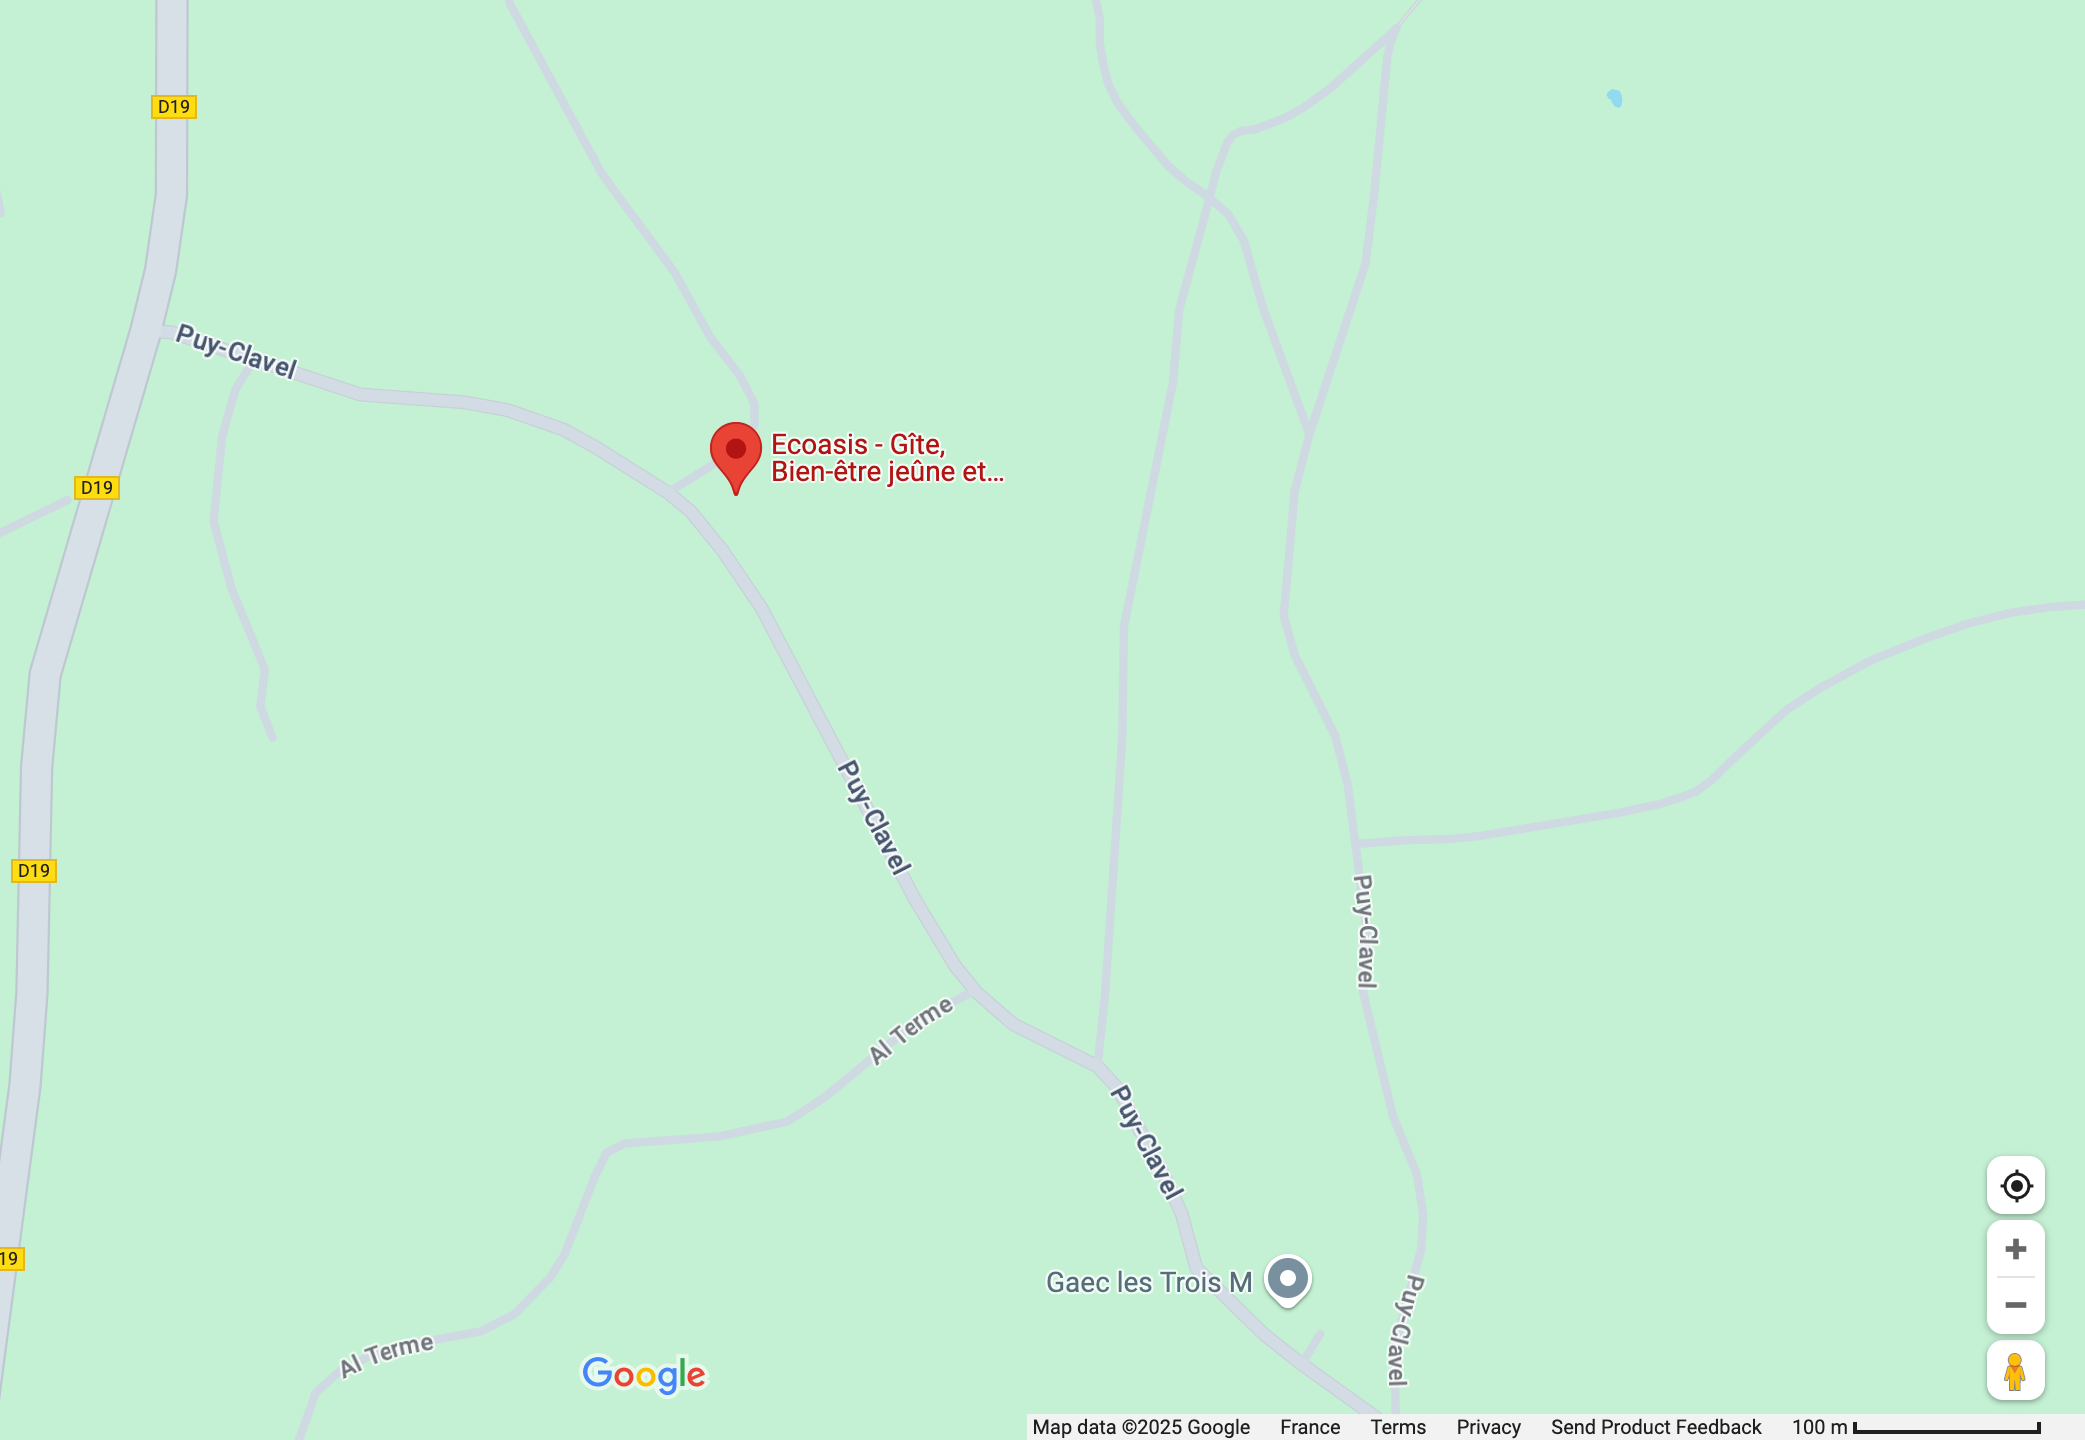 D19
Puy-Clavel
Ecoasis - Gîte,
Bien-être jeûne et...
D19
Puy-Clavel
D19
Puy-Clavel
Al Terme
Puy-Clavel
19
Gaec les Trois M
Puy-Clavel
Al Terme
Google
Map data ©2025 Google France Terms Privacy Send Product Feedback 100 m